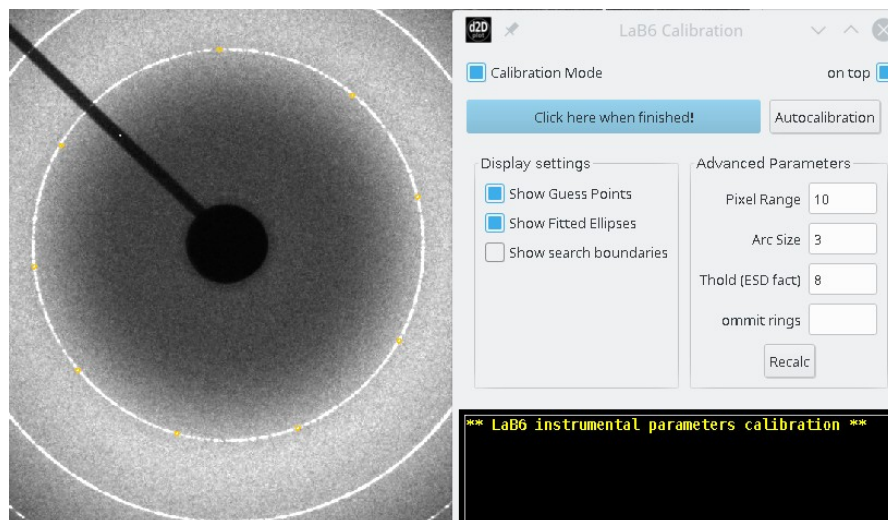 d2D
LaB6 Calibration
Calibration Mode
on top
Click here when finished!
Autocalibration
Display settings
Show Guess Points
Show Fitted Ellipses
Show search boundaries
Advanced Parameters
Pixel Range 10
Arc Size 3
Thold (ESD fact) 8
ommit rings
Recalc
** LaB6 instrumental parameters calibration **